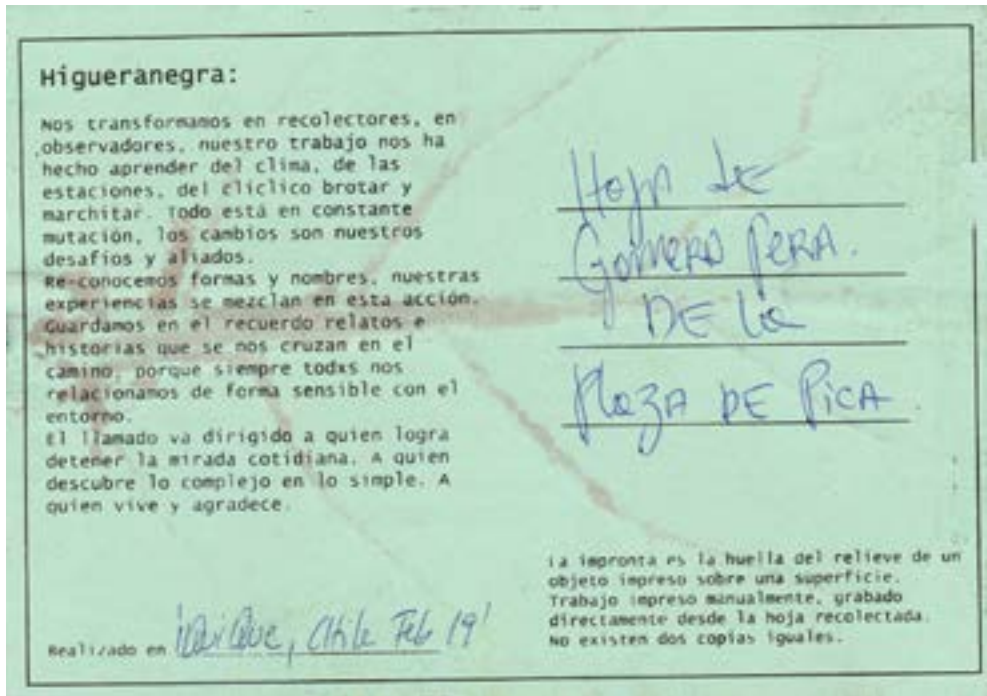 Higueranegra:
Nos transformamos en recolectores, en
observadores, nuestro trabajo nos ha
hecho aprender del clima, de las
estaciones, del cliclico brotar y
marchitar. Todo está en constante
mutación, los cambios son nuestros
desafíos y aliados.
Re-conocemos formas y nombres, nuestras
experiencias se mezclan en esta acción.
Guardamos en el recuerdo relatos e
historias que se nos cruzan en el
camino, porque siempre todxs nos
relacionamos de forma sensible con el
entorno.
El llamado va dirigido a quien logra
detener la mirada cotidiana. A quien
descubre lo complejo en lo simple. A
quien vive y agradece.
Realizado en iQuiQue, Chile Feb 19'
Hoja de
Gomero Pera.
DE la
Plaza DE PiCA.
La impronta es la huella del relieve de un
objeto impreso sobre una superficie.
Trabajo impreso manualmente, grabado
directamente desde la hoja recolectada.
No existen dos copias iguales.